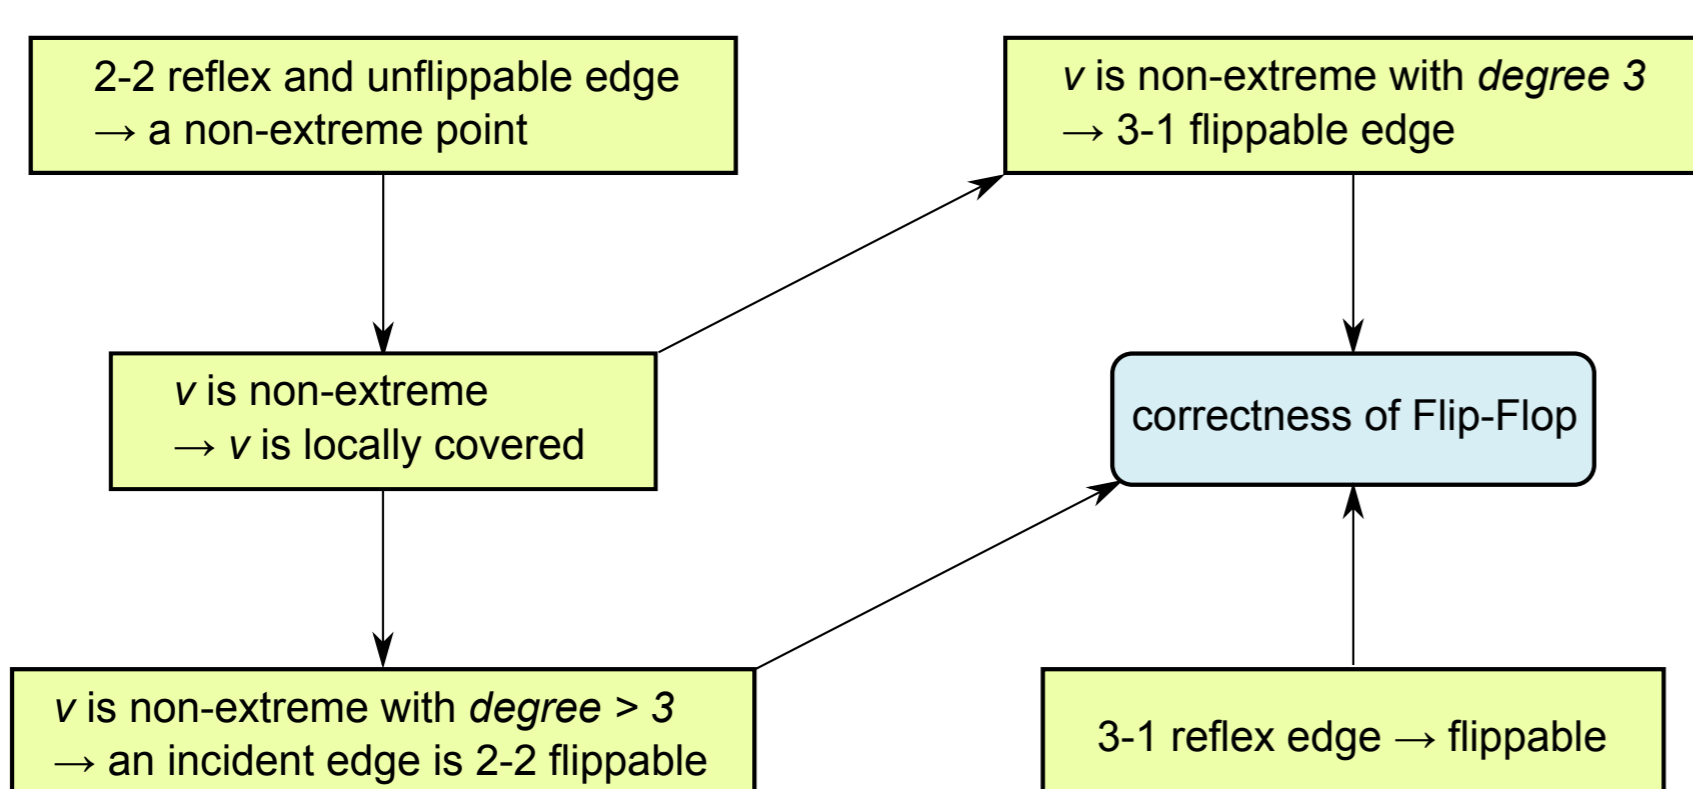 2-2 reflex and unflippable edge
→ a non-extreme point
v is non-extreme with degree 3
→ 3-1 flippable edge
v is non-extreme
→ v is locally covered
correctness of Flip-Flop
v is non-extreme with degree > 3
→ an incident edge is 2-2 flippable
3-1 reflex edge → flippable